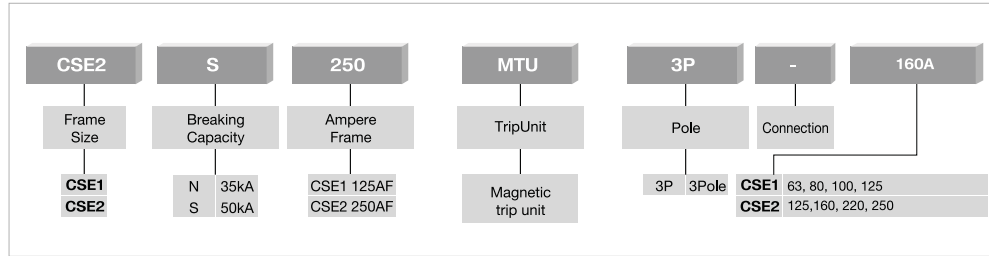 CSE2 S 250 MTU 3P - 160A
Frame Size
Breaking Capacity
Ampere Frame
TripUnit
Pole
Connection
CSE1
CSE2
N 35kA
S 50kA
CSE1 125AF
CSE2 250AF
Magnetic
trip unit
3P 3Pole
CSE1 63, 80, 100, 125
CSE2 125,160, 220, 250